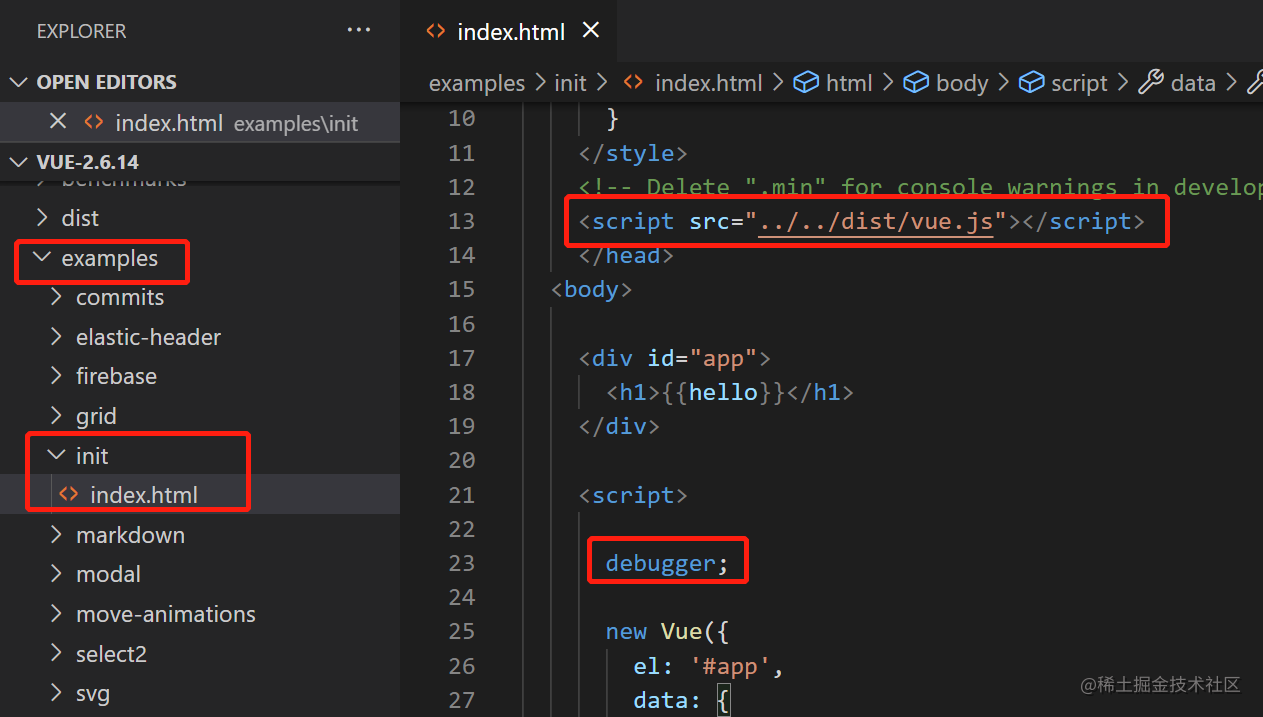 EXPLORER ···
OPEN EDITORS
index.html examples\init
VUE-2.6.14
benchmarks
dist
examples
commits
elastic-header
firebase
grid
init
index.html
markdown
modal
move-animations
select2
svg
index.html
examples > init > index.html > html > body > script > data >
10 }
11 </style>
12 <!-- Delete ".min" for console warnings in develop
13 <script src="../../dist/vue.js"></script>
14 </head>
15 <body>
16
17 <div id="app">
18 <h1>{{hello}}</h1>
19 </div>
20
21 <script>
22
23 debugger;
24
25 new Vue({
26 el: '#app',
27 data: {
@稀土掘金技术社区